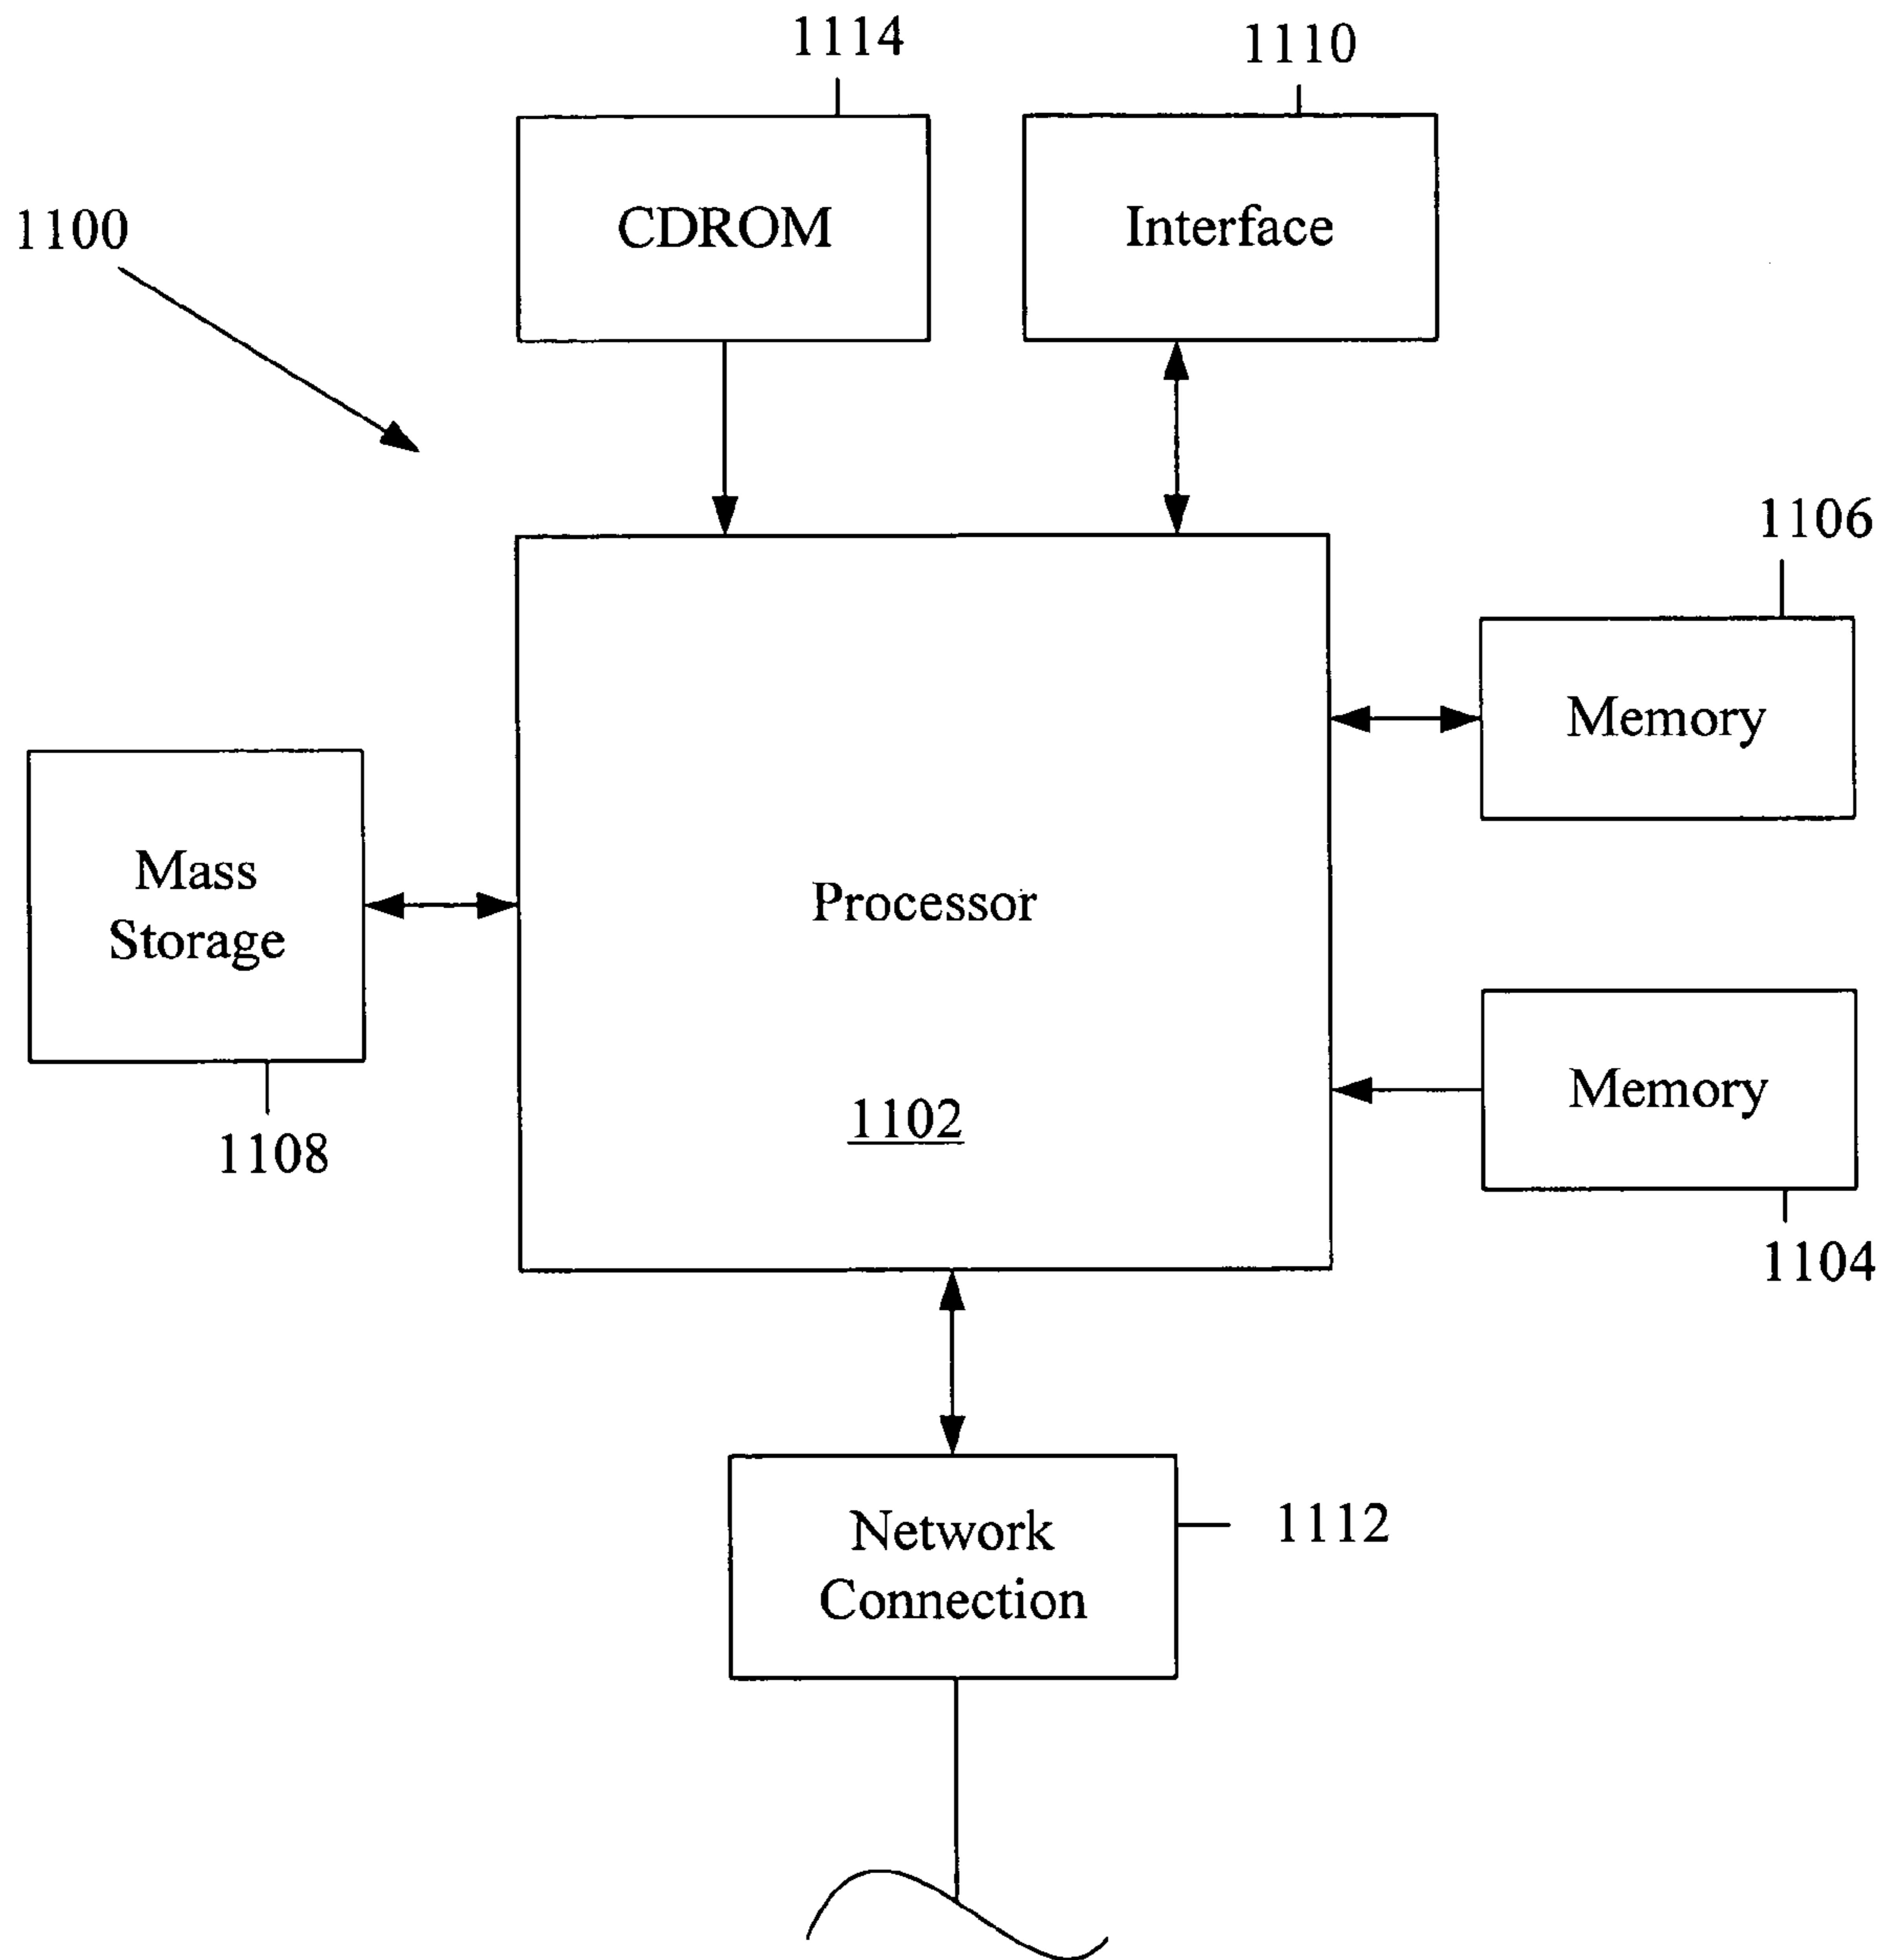 1114
1110
1100
CDROM
Interface
1106
Memory
Mass
Storage
Processor
Memory
1102
1108
1104
Network
Connection
1112